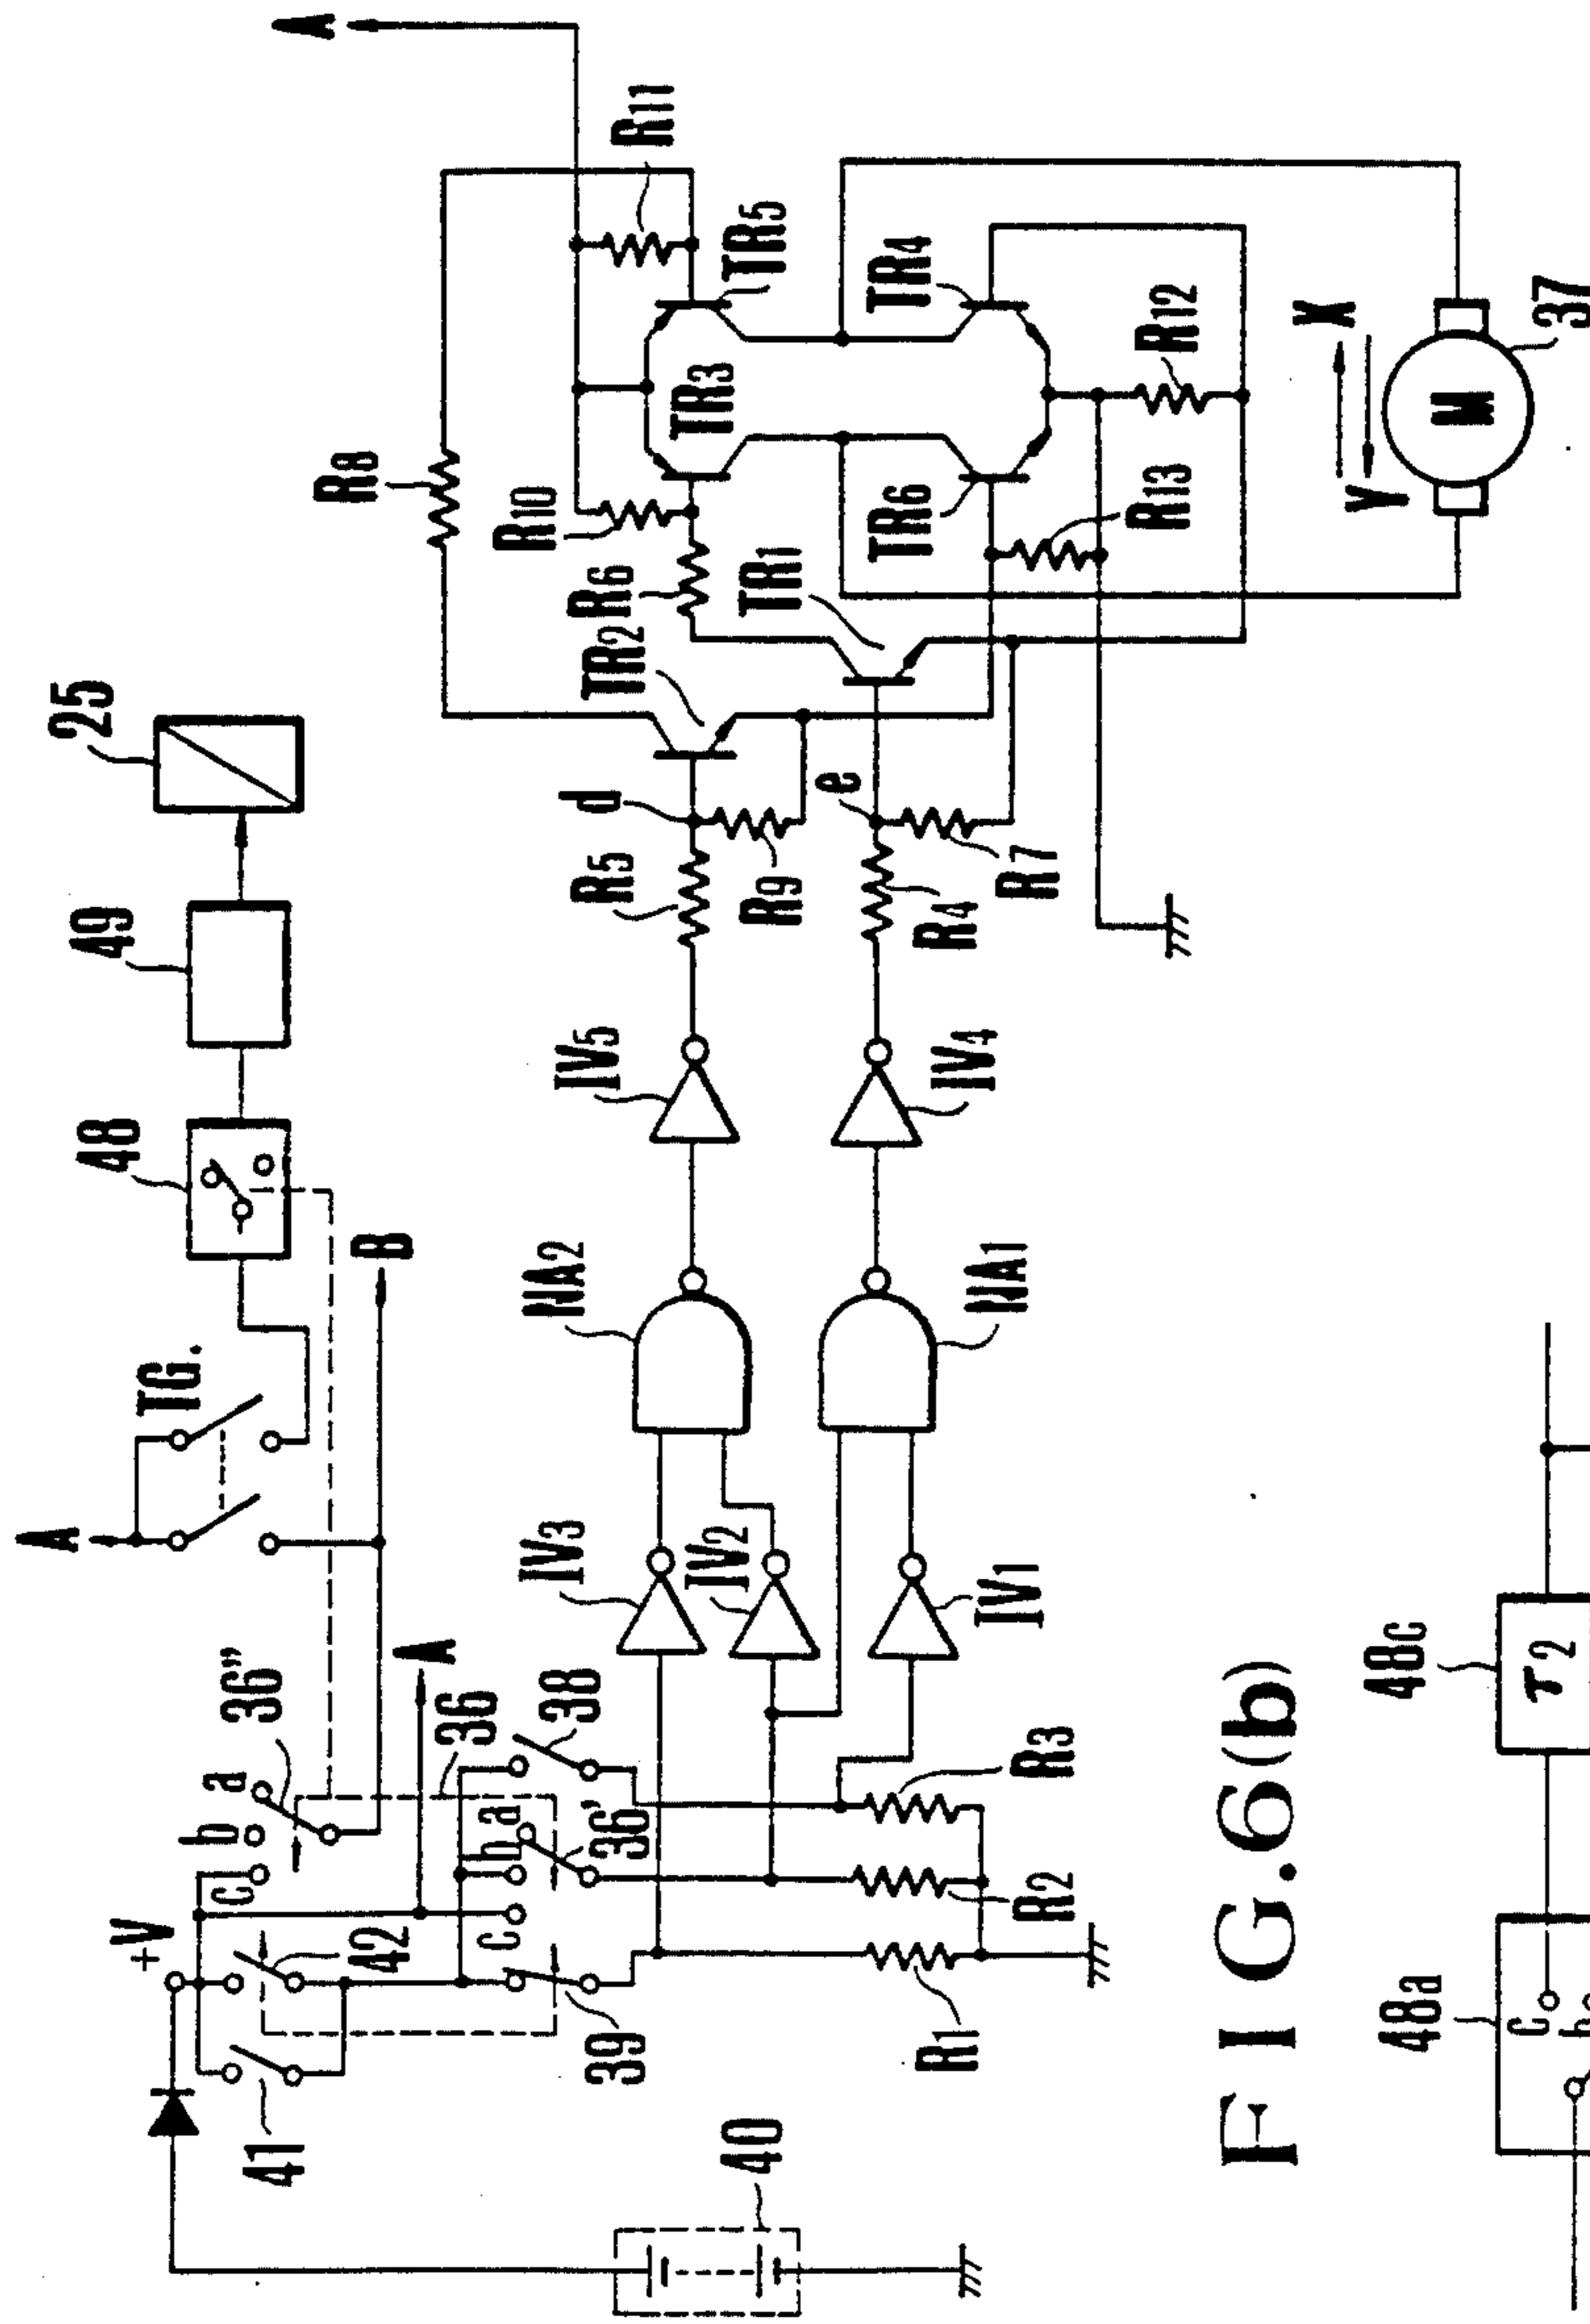 A
TG.
48
49
25
B
+V
c
b
a
36"
A
36
41
42
38
a
b
c
36'
39
40
R1
R2
R3
IV3
IV2
IV1
NA2
NA1
IV5
IV4
R5
R4
d
e
R9
R7
TR2
TR1
R8
R6
R10
R11
A
TR3
TR5
TR6
TR4
R13
R12
X
Y
M
37
FIG.6(b)
48a
c
b
48c
τ2